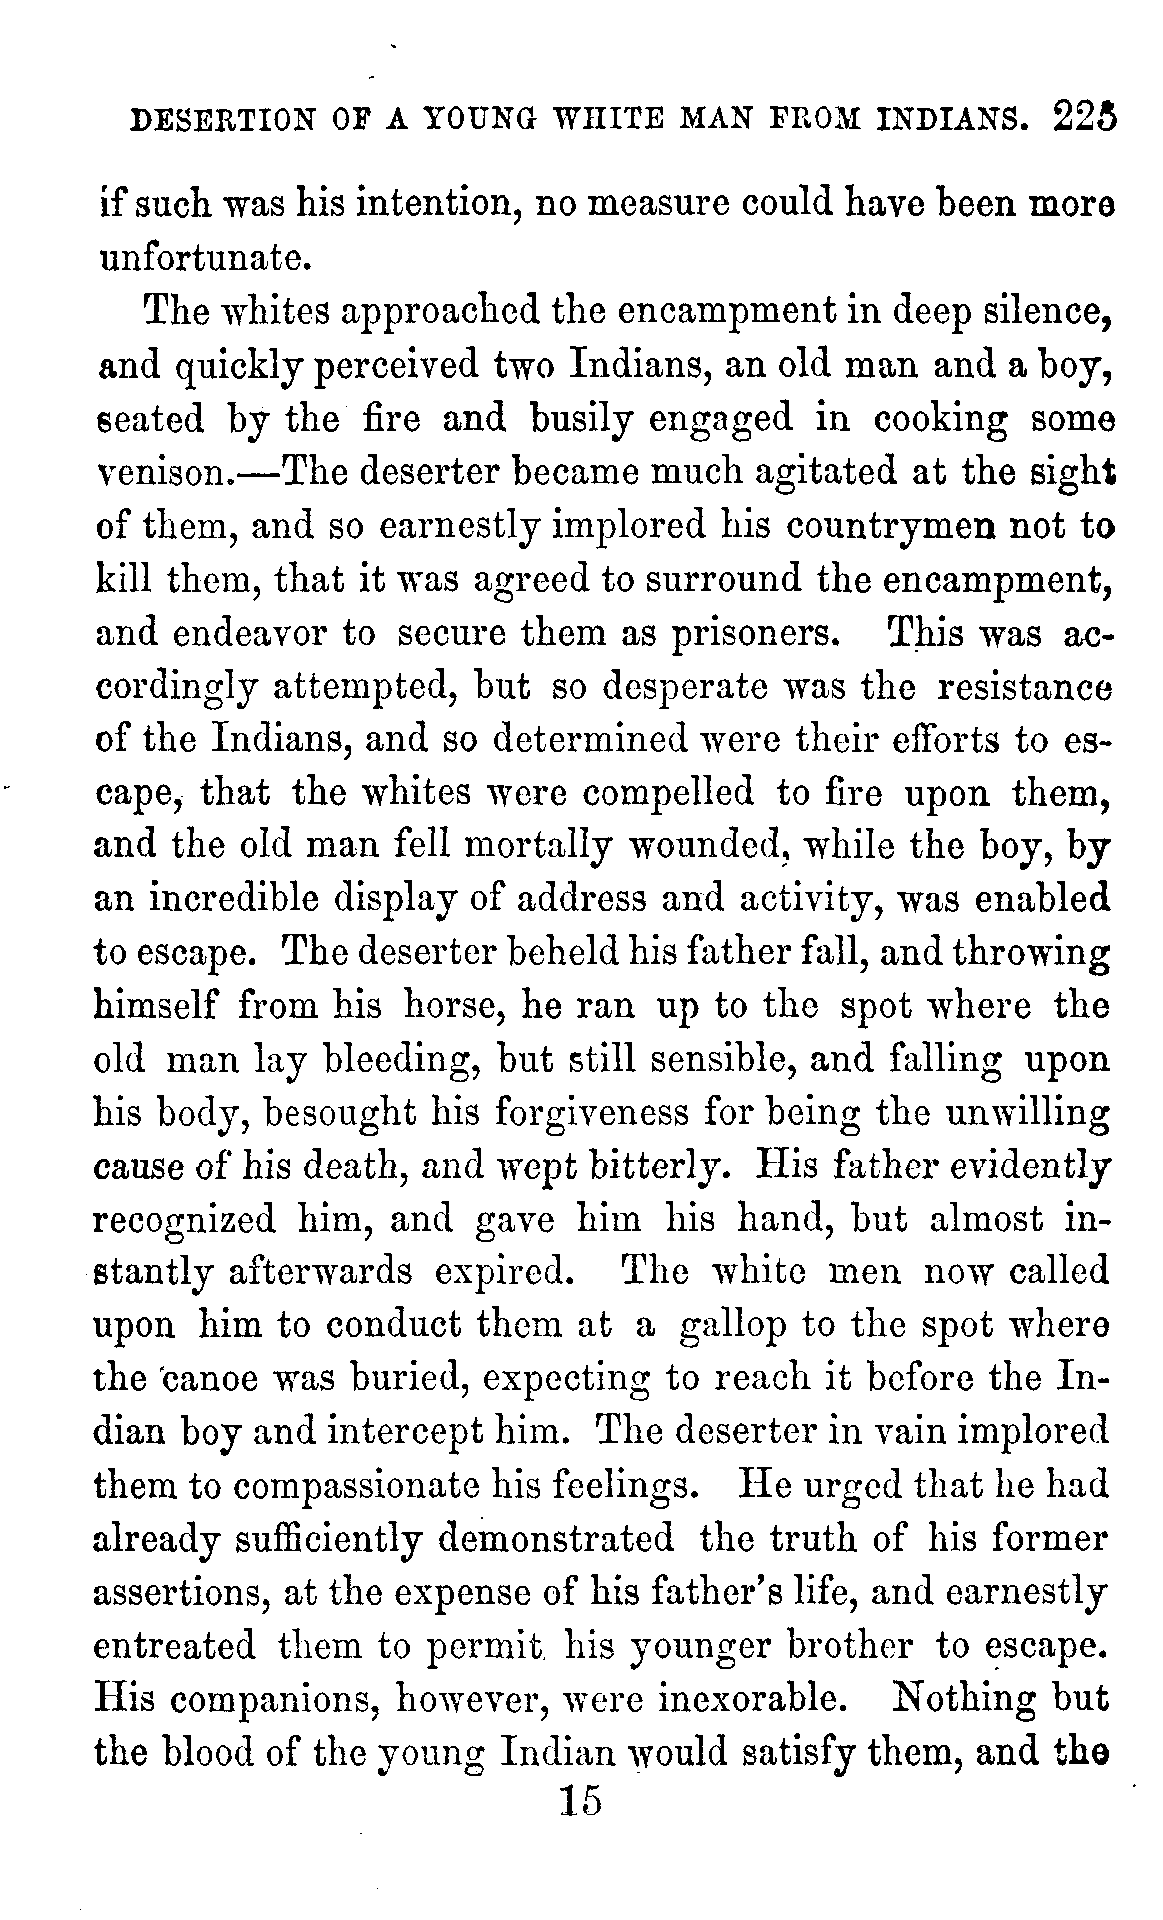 DESERTION OF A YOUNG WHITE MAN FROM INDIANS. 225
if such was his intention, no measure could have been more
unfortunate.
The whites approached the encampment in deep silence,
and quickly perceived two Indians, an old man and a boy,
seated by the fire and busily engaged in cooking some
venison.—The deserter became much agitated at the sight
of them, and so earnestly implored his countrymen not to
kill them, that it was agreed to surround the encampment,
and endeavor to secure them as prisoners. This was ac-
cordingly attempted, but so desperate was the resistance
of the Indians, and so determined were their efforts to es-
cape, that the whites were compelled to fire upon them,
and the old man fell mortally wounded, while the boy, by
an incredible display of address and activity, was enabled
to escape. The deserter beheld his father fall, and throwing
himself from his horse, he ran up to the spot where the
old man lay bleeding, but still sensible, and falling upon
his body, besought his forgiveness for being the unwilling
cause of his death, and wept bitterly. His father evidently
recognized him, and gave him his hand, but almost in-
stantly afterwards expired. The white men now called
upon him to conduct them at a gallop to the spot where
the canoe was buried, expecting to reach it before the In-
dian boy and intercept him. The deserter in vain implored
them to compassionate his feelings. He urged that he had
already sufficiently demonstrated the truth of his former
assertions, at the expense of his father's life, and earnestly
entreated them to permit his younger brother to escape.
His companions, however, were inexorable. Nothing but
the blood of the young Indian would satisfy them, and the
15